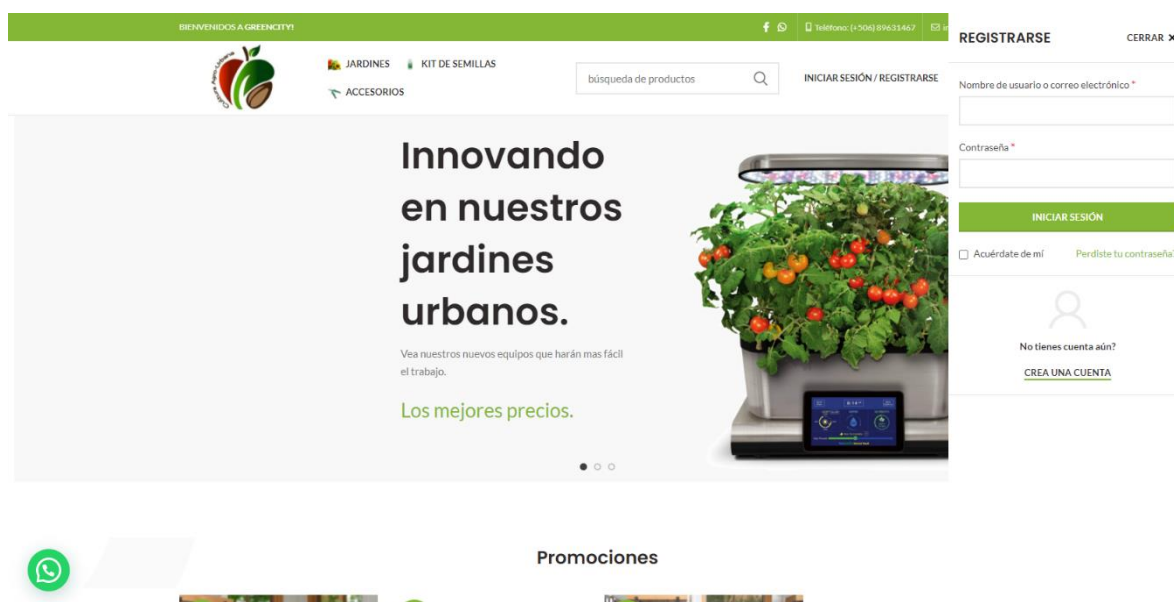 BIENVENIDOS A GREENCITY!
Teléfono: (+506) 89631467
JARDINES
KIT DE SEMILLAS
ACCESORIOS
búsqueda de productos
INICIAR SESIÓN / REGISTRARSE
Innovando
en nuestros
jardines
urbanos.
Vea nuestros nuevos equipos que harán mas fácil
el trabajo.
Los mejores precios.
Promociones
REGISTRARSE
CERRAR
Nombre de usuario o correo electrónico *
Contraseña *
INICIAR SESIÓN
Acuérdate de mí
Perdiste tu contraseña?
No tienes cuenta aún?
CREA UNA CUENTA